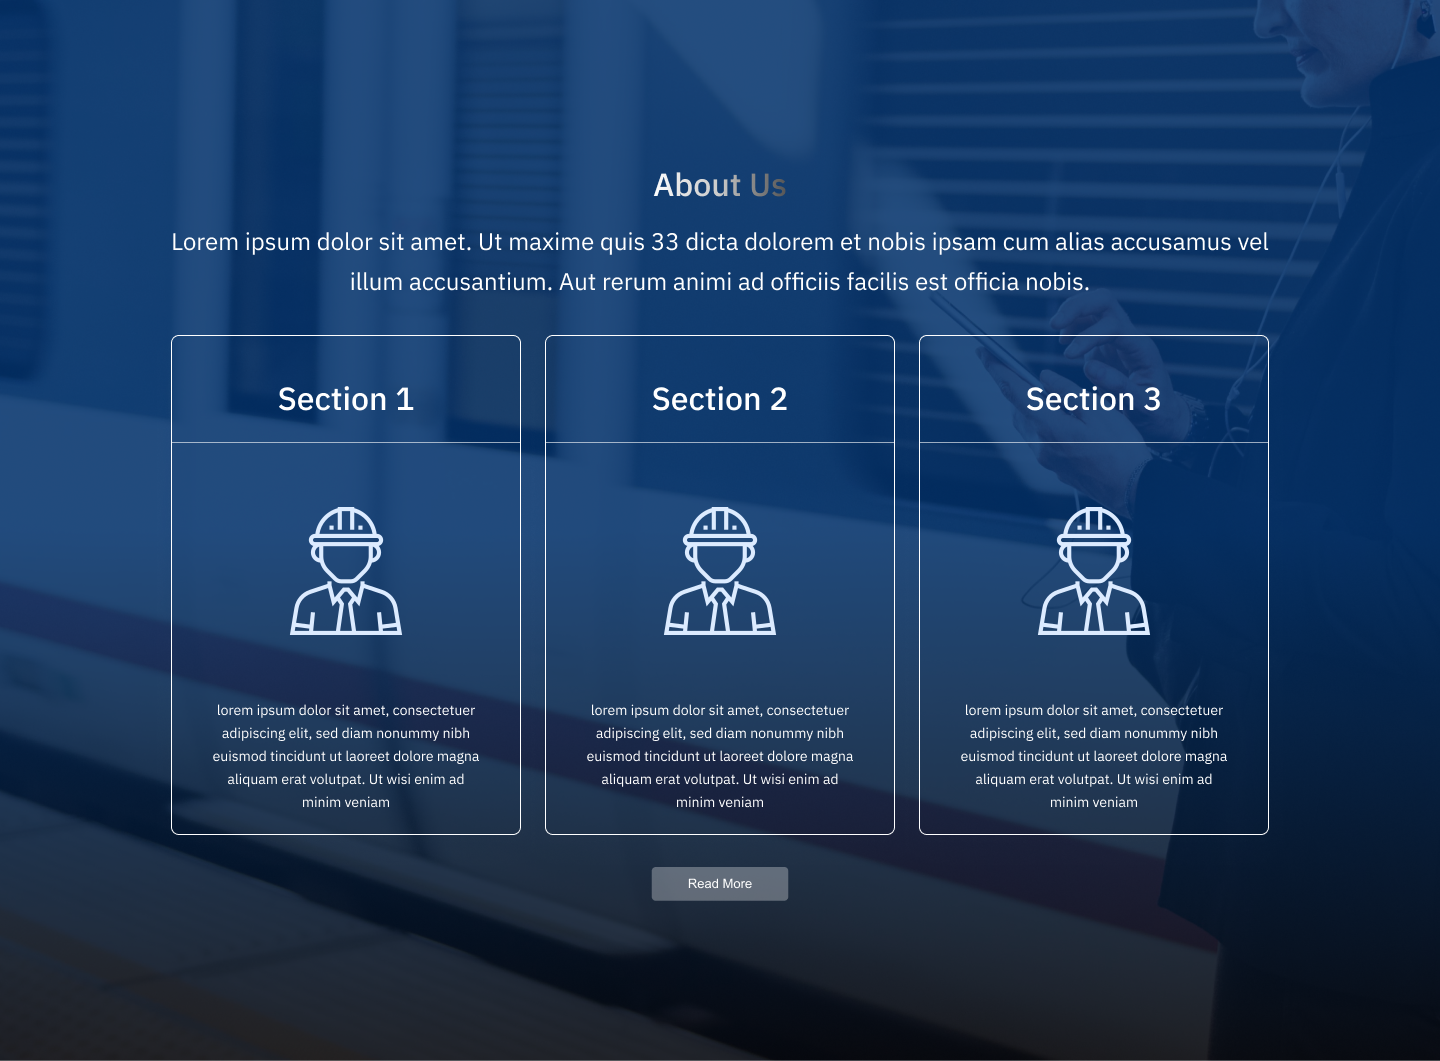 About Us
Lorem ipsum dolor sit amet. Ut maxime quis 33 dicta dolorem et nobis ipsam cum alias accusamus vel
illum accusantium. Aut rerum animi ad officiis facilis est officia nobis.
Section 1
lorem ipsum dolor sit amet, consectetuer
adipiscing elit, sed diam nonummy nibh
euismod tincidunt ut laoreet dolore magna
aliquam erat volutpat. Ut wisi enim ad
minim veniam
Section 2
lorem ipsum dolor sit amet, consectetuer
adipiscing elit, sed diam nonummy nibh
euismod tincidunt ut laoreet dolore magna
aliquam erat volutpat. Ut wisi enim ad
minim veniam
Section 3
lorem ipsum dolor sit amet, consectetuer
adipiscing elit, sed diam nonummy nibh
euismod tincidunt ut laoreet dolore magna
aliquam erat volutpat. Ut wisi enim ad
minim veniam
Read More